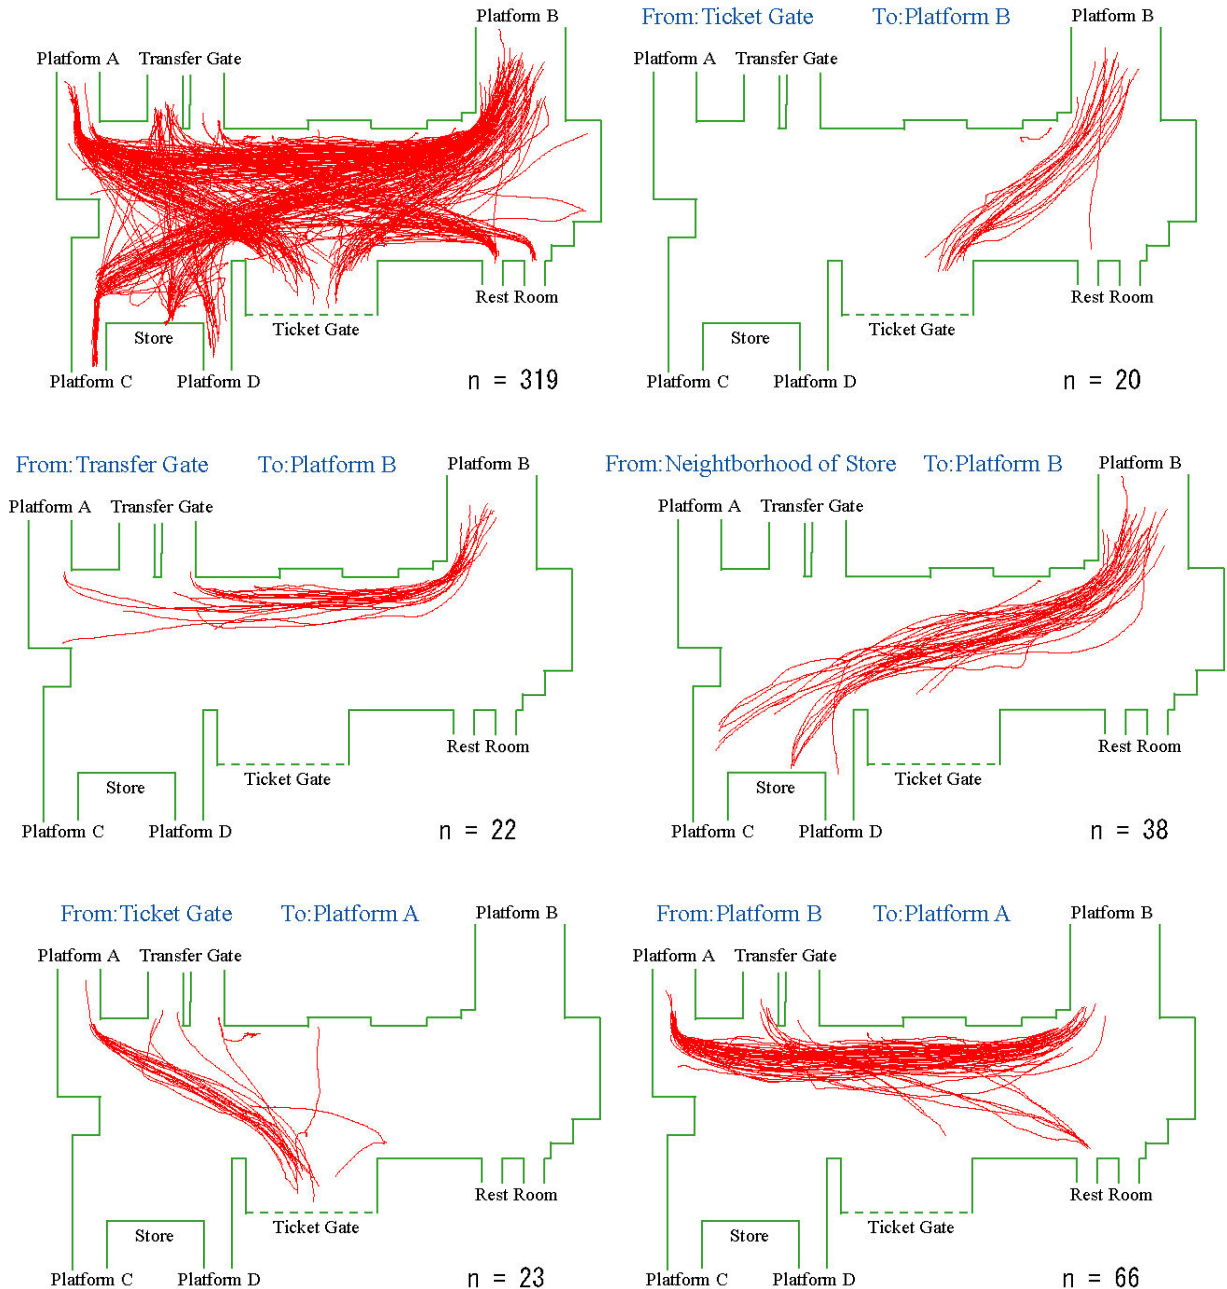 Platform B
Platform A Transfer Gate
Rest Room
Ticket Gate
Store
Platform C Platform D
n = 319
From:Ticket Gate To:Platform B
Platform B
Platform A Transfer Gate
Rest Room
Ticket Gate
Store
Platform C Platform D
n = 20
From:Transfer Gate To:Platform B
Platform B
Platform A Transfer Gate
Rest Room
Ticket Gate
Store
Platform C Platform D
n = 22
From:Neightborhood of Store To:Platform B
Platform B
Platform A Transfer Gate
Rest Room
Ticket Gate
Store
Platform C Platform D
n = 38
From:Ticket Gate To:Platform A
Platform B
Platform A Transfer Gate
Rest Room
Ticket Gate
Store
Platform C Platform D
n = 23
From:Platform B To:Platform A
Platform B
Platform A Transfer Gate
Rest Room
Ticket Gate
Store
Platform C Platform D
n = 66